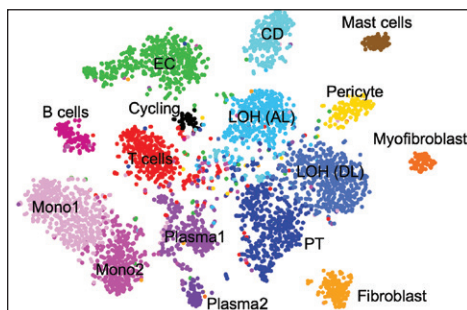 CD
Mast cells
EC
Pericyte
B cells
Cycling
LOH (AL)
Myofibroblast
T cells
LOH (DL)
Mono1
Plasma1
PT
Mono2
Plasma2
Fibroblast